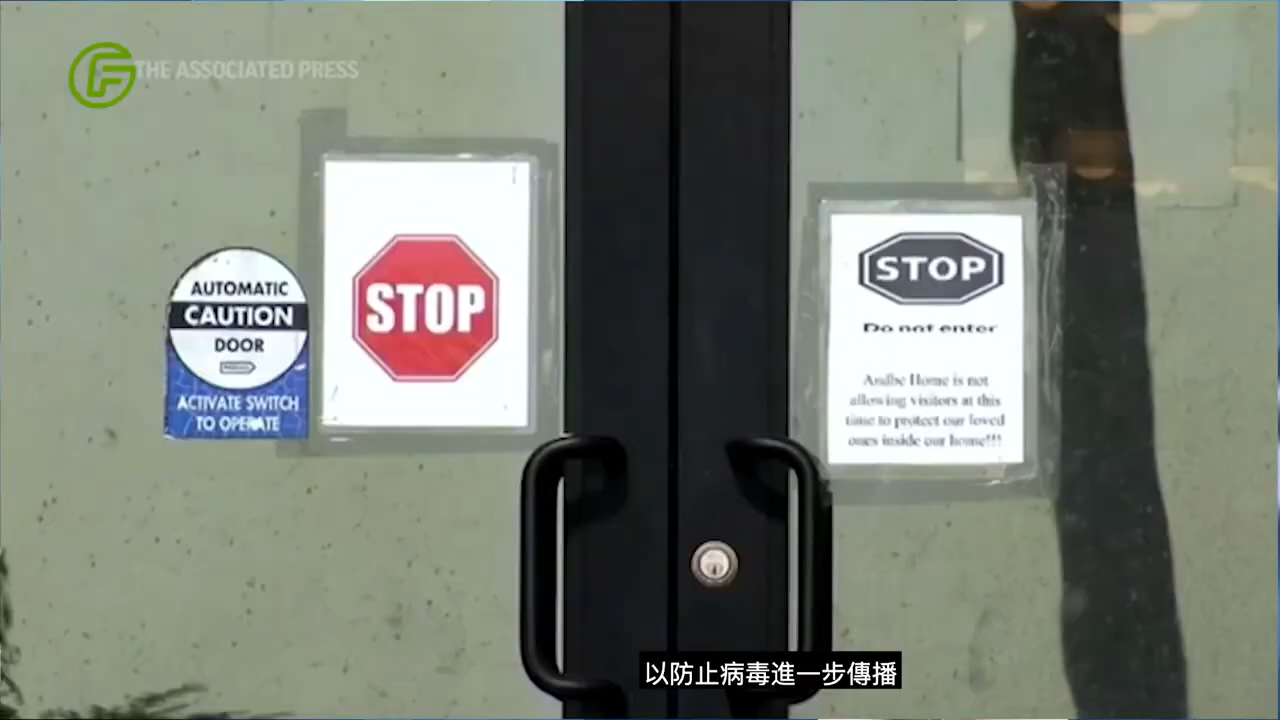 THE ASSOCIATED PRESS
AUTOMATIC
CAUTION
DOOR
ACTIVATE SWITCH
TO OPERATE
STOP
STOP
Do not enter
Andbe Home is not
allowing visitors at this
time to protect our loved
ones inside our home!!!
以防止病毒進一步傳播